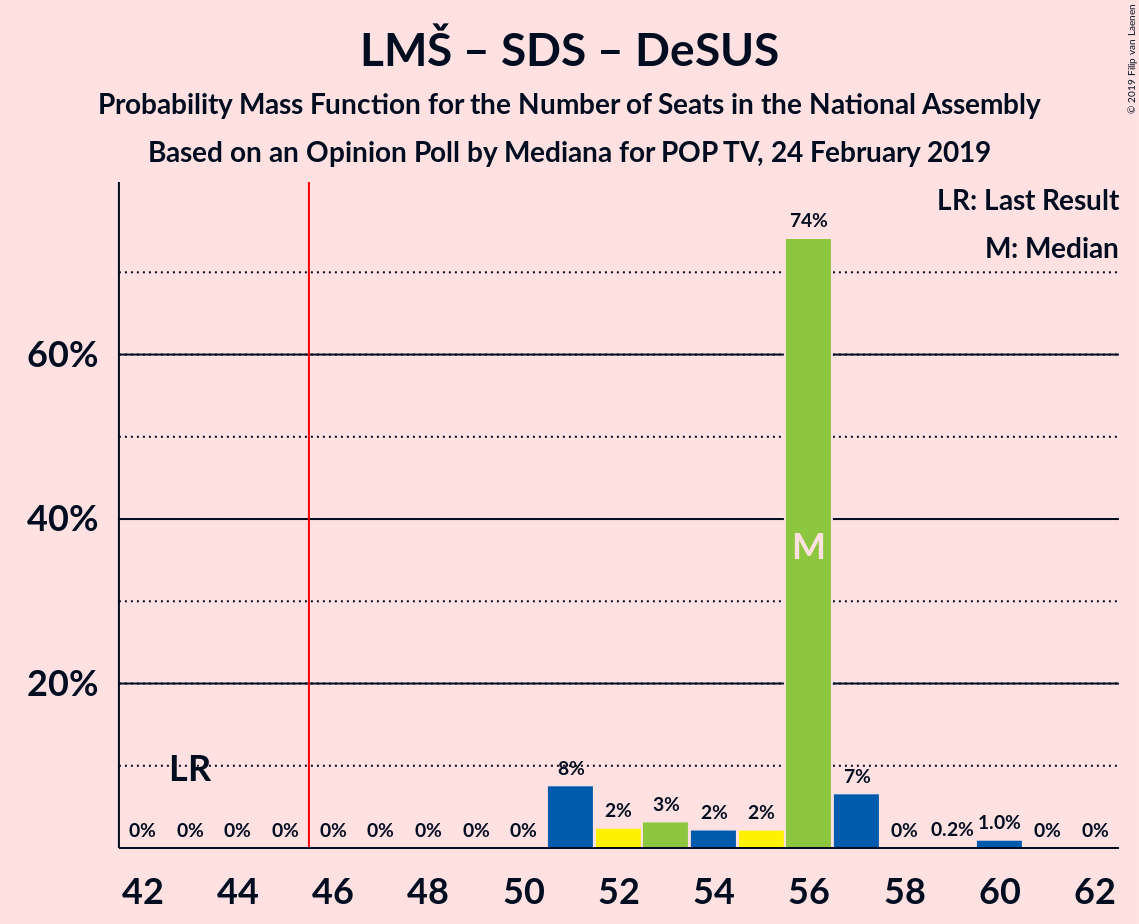 LMŠ – SDS – DeSUS
Probability Mass Function for the Number of Seats in the National Assembly
Based on an Opinion Poll by Mediana for POP TV, 24 February 2019
© 2019 Filip van Laenen
LR: Last Result
M: Median
74%
60%
40%
M
20%
LR
8%
7%
0% 0% 0% 0% 0% 0% 0% 0% 0% 2% 3% 2% 2% 0% 0.2% 1.0% 0% 0%
42 44 46 48 50 52 54 56 58 60 62